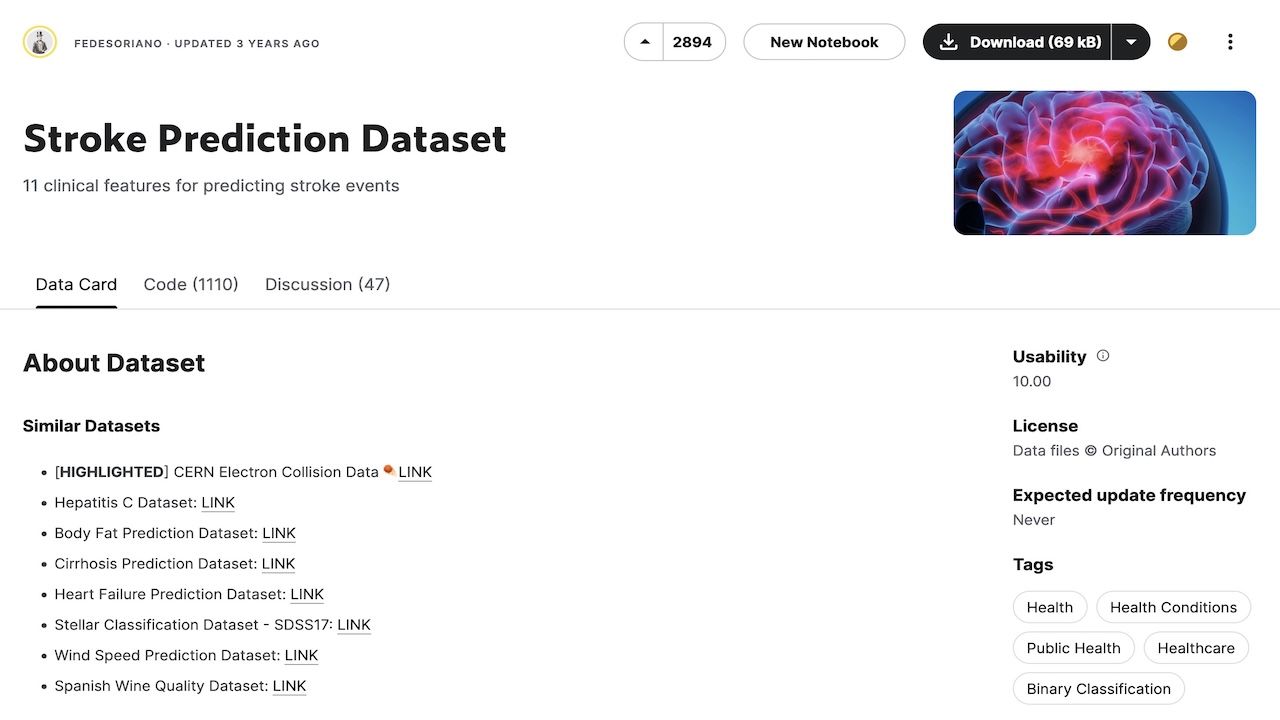 FEDESORIANO · UPDATED 3 YEARS AGO
2894
New Notebook
Download (69 kB)
Stroke Prediction Dataset
11 clinical features for predicting stroke events
Data Card
Code (1110)
Discussion (47)
About Dataset
Similar Datasets
[HIGHLIGHTED] CERN Electron Collision Data LINK
Hepatitis C Dataset: LINK
Body Fat Prediction Dataset: LINK
Cirrhosis Prediction Dataset: LINK
Heart Failure Prediction Dataset: LINK
Stellar Classification Dataset - SDSS17: LINK
Wind Speed Prediction Dataset: LINK
Spanish Wine Quality Dataset: LINK
Usability
10.00
License
Data files © Original Authors
Expected update frequency
Never
Tags
Health
Health Conditions
Public Health
Healthcare
Binary Classification